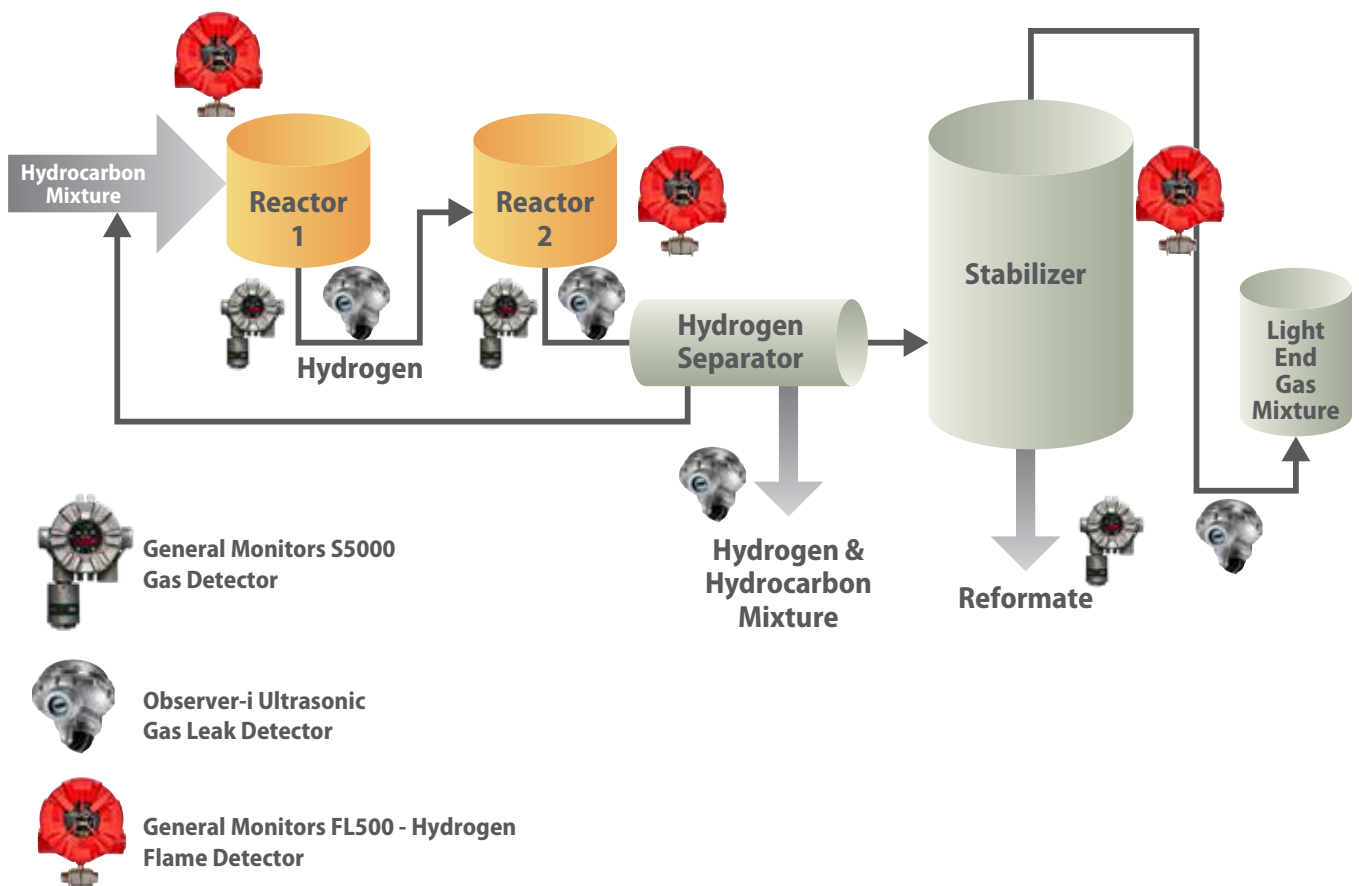 Hydrocarbon
Mixture
Reactor
1
Reactor
2
Hydrogen
Hydrogen
Separator
Stabilizer
Light
End
Gas
Mixture
Hydrogen &
Hydrocarbon
Mixture
Reformate
General Monitors S5000
Gas Detector
Observer-i Ultrasonic
Gas Leak Detector
General Monitors FL500 - Hydrogen
Flame Detector